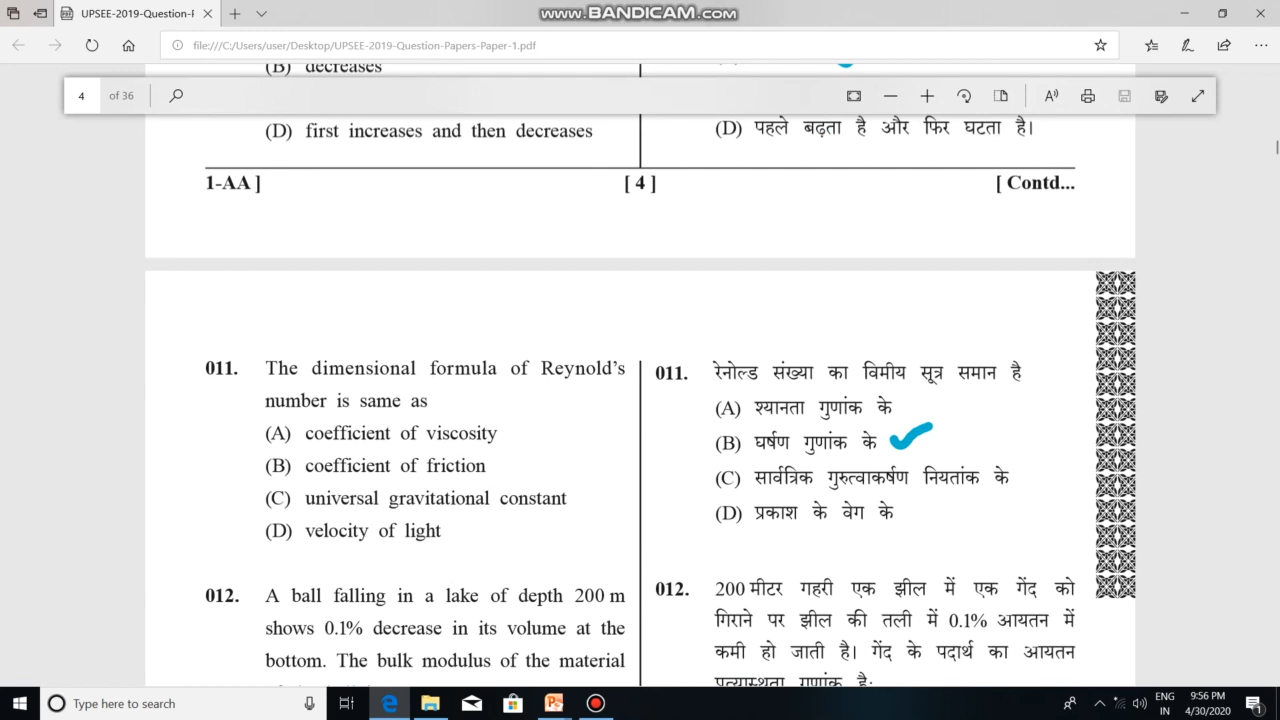 UPSEE-2019-Question-P
www.BANDICAM.com
file:///C:/Users/user/Desktop/UPSEE-2019-Question-Papers-Paper-1.pdf
4 of 36
(B) decreases
(D) first increases and then decreases
(D) पहले बढ़ता है और फिर घटता है।
1-AA ] [ 4 ] [ Contd...
011. The dimensional formula of Reynold's
number is same as
(A) coefficient of viscosity
(B) coefficient of friction
(C) universal gravitational constant
(D) velocity of light
012. A ball falling in a lake of depth 200 m
shows 0.1% decrease in its volume at the
bottom. The bulk modulus of the material
011. रेनोल्ड संख्या का विमीय सूत्र समान है
(A) श्यानता गुणांक के
(B) घर्षण गुणांक के
(C) सार्वत्रिक गुरुत्वाकर्षण नियतांक के
(D) प्रकाश के वेग के
012. 200 मीटर गहरी एक झील में एक गेंद को
गिराने पर झील की तली में 0.1% आयतन में
कमी हो जाती है। गेंद के पदार्थ का आयतन
प्रत्यास्थता गुणांक है:
Type here to search
ENG
IN
9:56 PM
4/30/2020
1